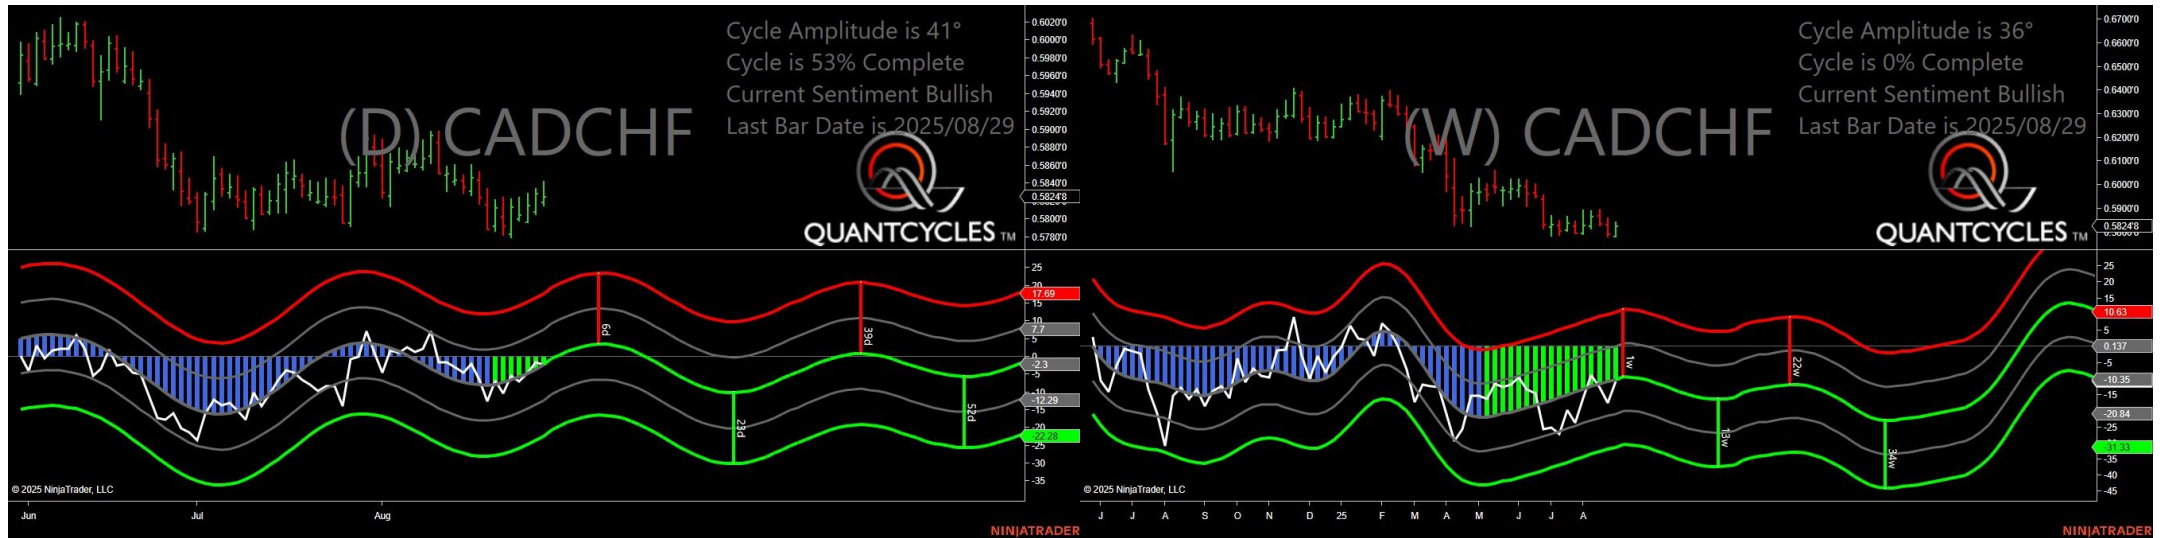 Cycle Amplitude is 41°
Cycle is 53% Complete
Current Sentiment Bullish
Last Bar Date is 2025/08/29
(D) CADCHF
QUANTCYCLES TM
0.6020'0
0.6000'0
0.5980'0
0.5960'0
0.5940'0
0.5920'0
0.5900'0
0.5880'0
0.5860'0
0.5840'0
0.5824'8
0.5800'0
0.5780'0
25
20
17.69
15
10
7.7
5
0
-2.3
-5
-10
-12.29
-15
-20
-22.28
-25
-30
-35
6d
39d
23d
52d
© 2025 NinjaTrader, LLC
Jun
Jul
Aug
NINJATRADER
Cycle Amplitude is 36°
Cycle is 0% Complete
Current Sentiment Bullish
Last Bar Date is 2025/08/29
(W) CADCHF
QUANTCYCLES TM
0.6700'0
0.6600'0
0.6500'0
0.6400'0
0.6300'0
0.6200'0
0.6100'0
0.6000'0
0.5900'0
0.5824'8
25
20
15
10.63
5
0.137
-5
-10.35
-15
-20.84
-25
-31.33
-35
-45
1w
22w
13w
34w
© 2025 NinjaTrader, LLC
J
J
A
S
O
N
D
25
F
M
A
M
J
J
A
NINJATRADER